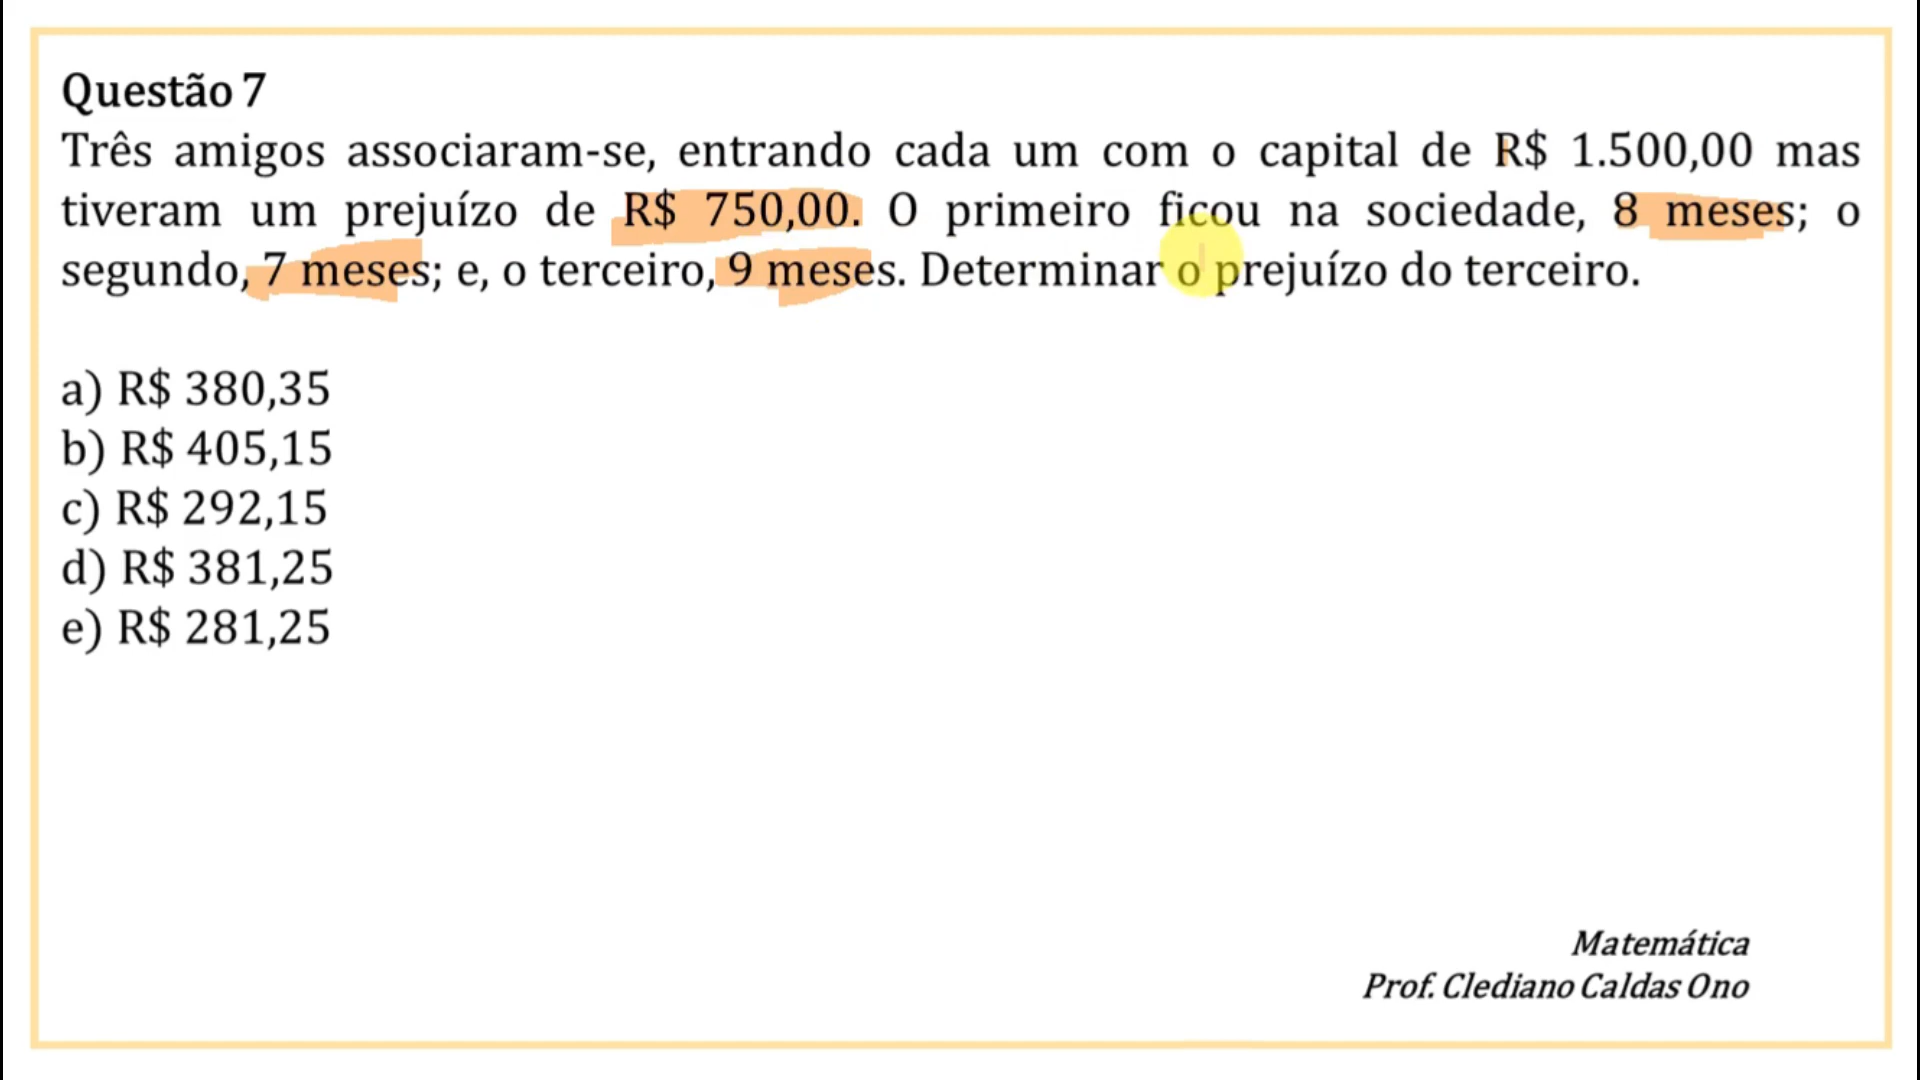 Questão 7
Três amigos associaram-se, entrando cada um com o capital de R$ 1.500,00 mas
tiveram um prejuízo de R$ 750,00. O primeiro ficou na sociedade, 8 meses; o
segundo, 7 meses; e, o terceiro, 9 meses. Determinar o prejuízo do terceiro.
a) R$ 380,35
b) R$ 405,15
c) R$ 292,15
d) R$ 381,25
e) R$ 281,25
Matemática
Prof. Clediano Caldas Ono